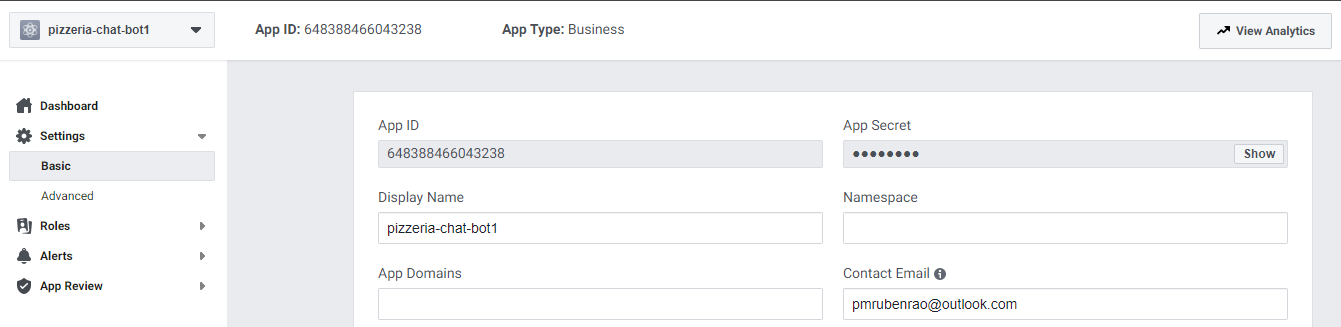 pizzeria-chat-bot1
App ID: 648388466043238
App Type: Business
View Analytics
Dashboard
Settings
Basic
Advanced
Roles
Alerts
App Review
App ID
648388466043238
App Secret
●●●●●●●●
Show
Display Name
pizzeria-chat-bot1
Namespace
App Domains
Contact Email
pmrubenrao@outlook.com